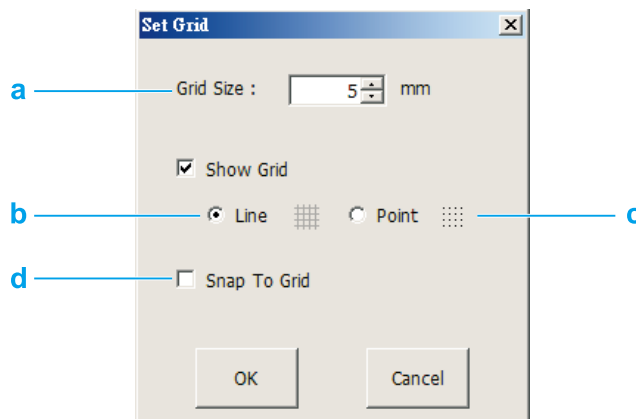 Set Grid
a Grid Size : 5 mm
Show Grid
b Line Point c
d Snap To Grid
OK Cancel